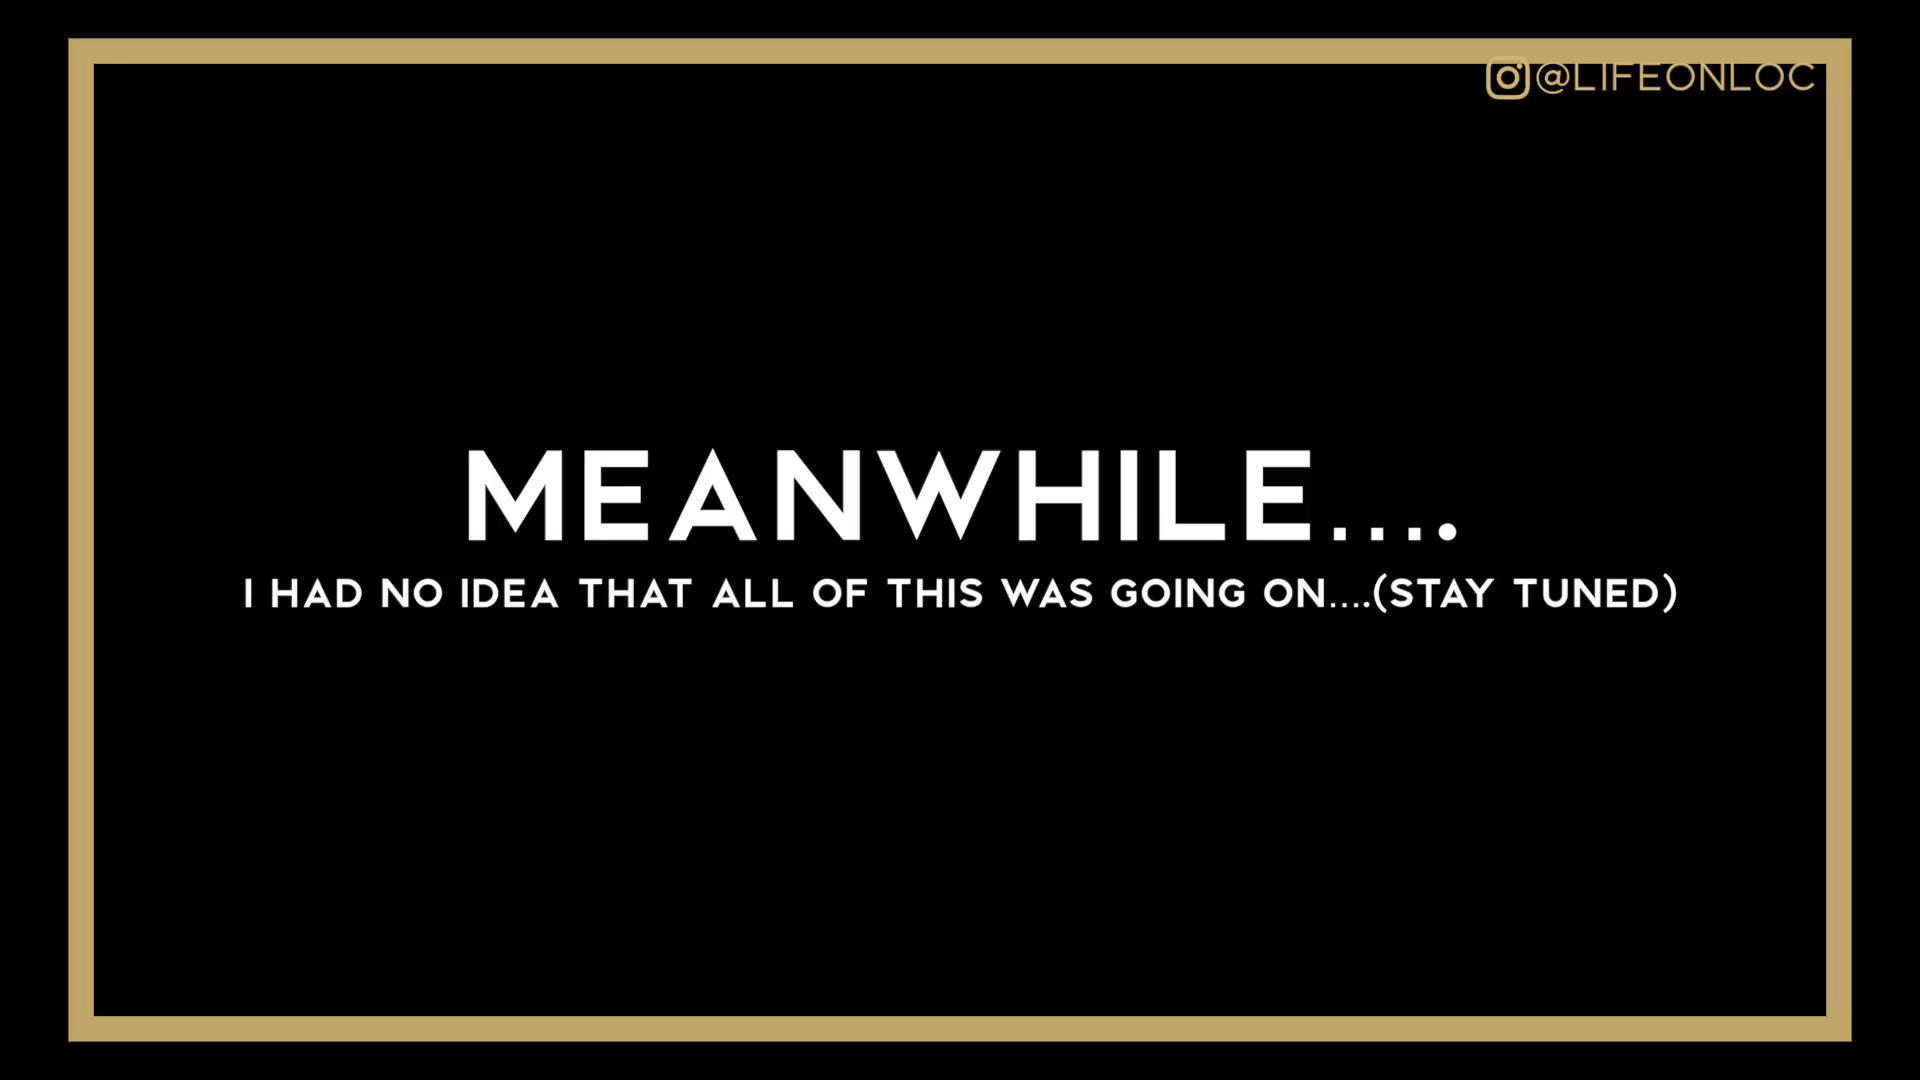 @LIFEONLOC
MEANWHILE....
I HAD NO IDEA THAT ALL OF THIS WAS GOING ON....(STAY TUNED)